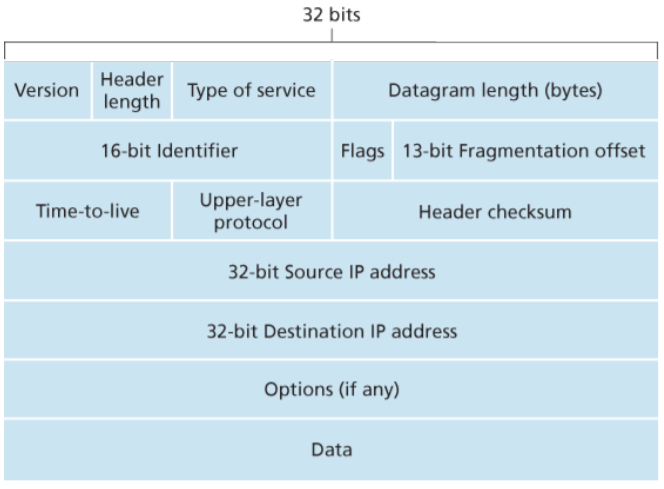 32 bits
Version
Header
length
Type of service
Datagram length (bytes)
16-bit Identifier
Flags
13-bit Fragmentation offset
Time-to-live
Upper-layer
protocol
Header checksum
32-bit Source IP address
32-bit Destination IP address
Options (if any)
Data